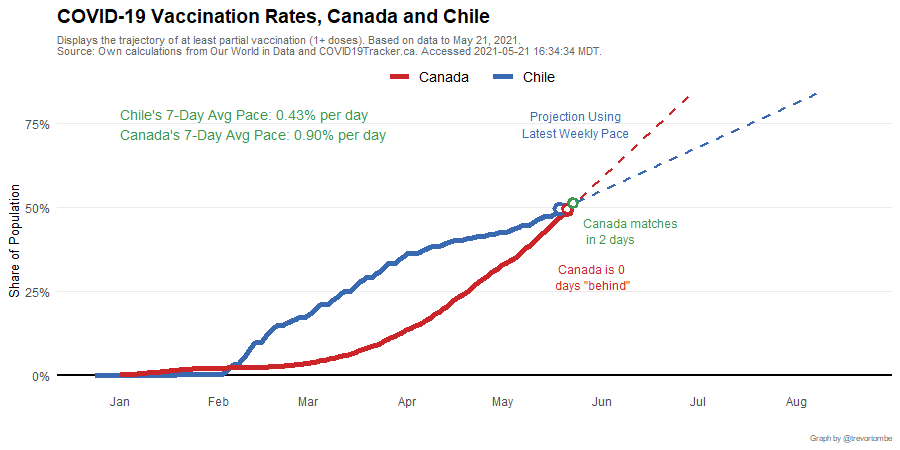 COVID-19 Vaccination Rates, Canada and Chile
Displays the trajectory of at least partial vaccination (1+ doses). Based on data to May 21, 2021.
Source: Own calculations from Our World in Data and COVID19Tracker.ca. Accessed 2021-05-21 16:34:34 MDT.
Canada Chile
Chile's 7-Day Avg Pace: 0.43% per day
Canada's 7-Day Avg Pace: 0.90% per day
Projection Using
Latest Weekly Pace
Canada matches
in 2 days
Canada is 0
days "behind"
Share of Population
75%
50%
25%
0%
Jan Feb Mar Apr May Jun Jul Aug
Graph by @trevortombe